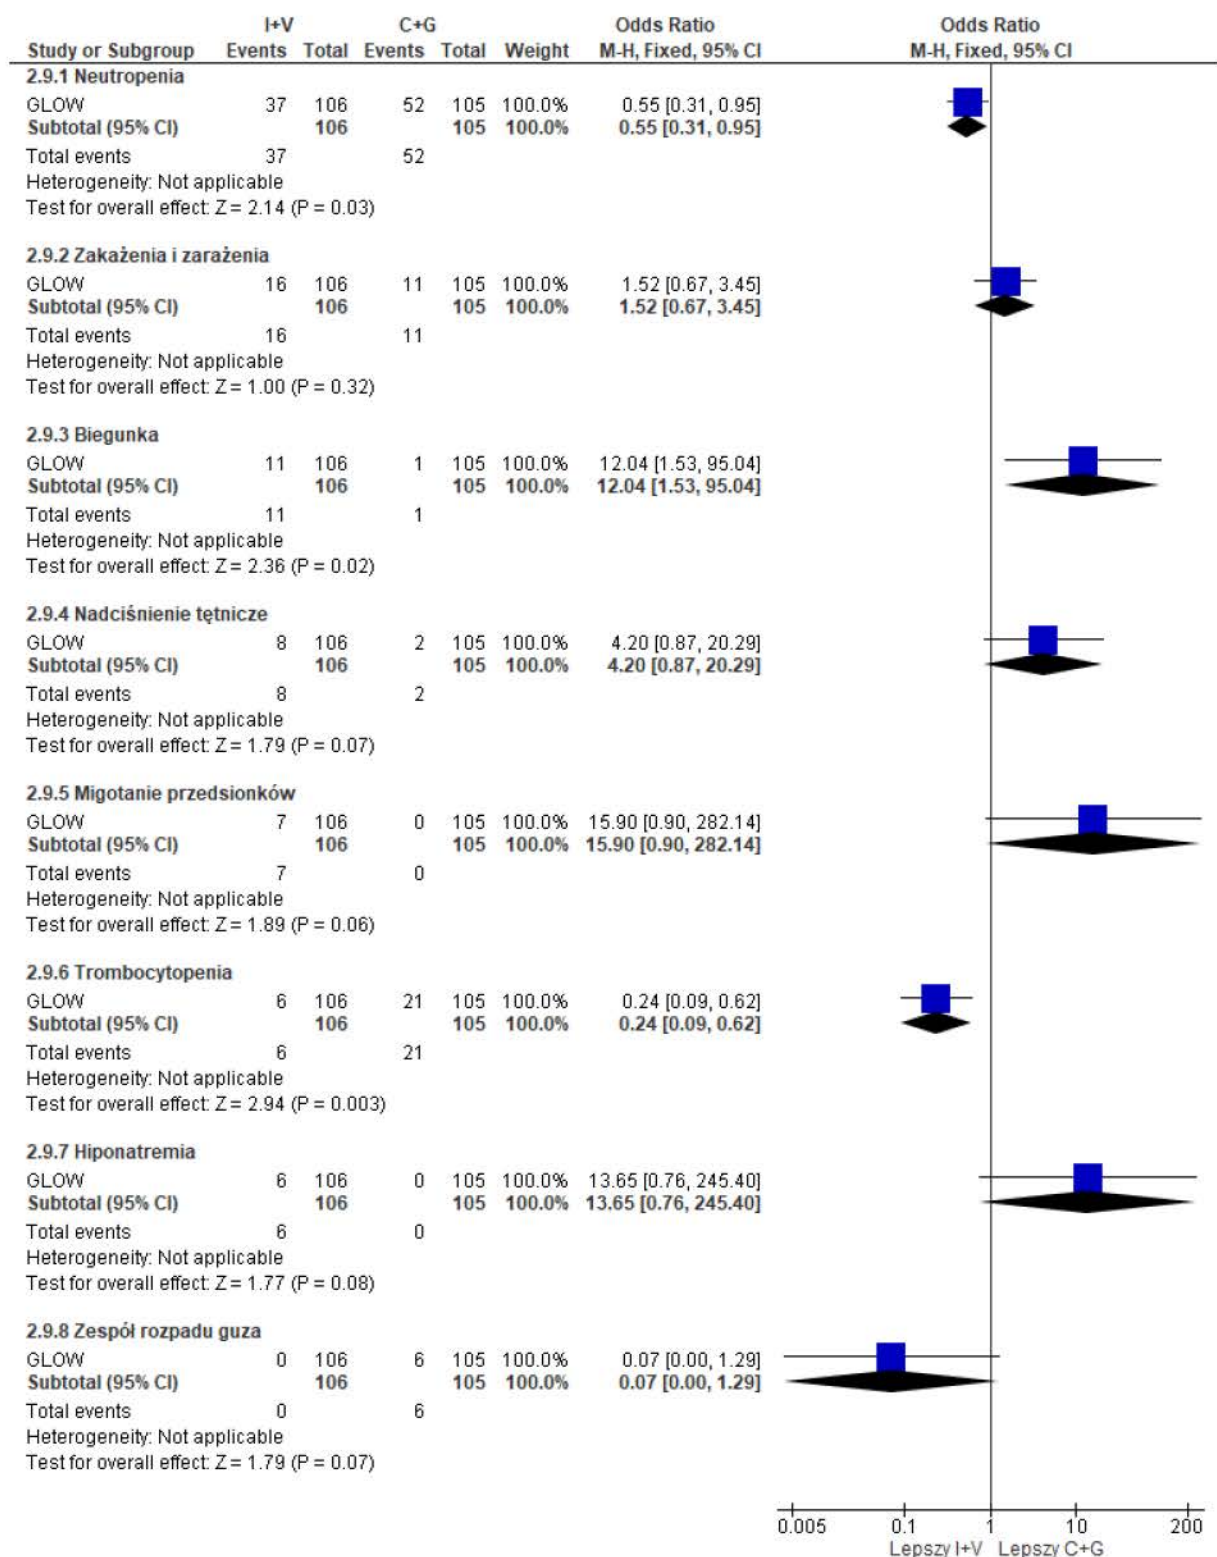 I+V C+G Odds Ratio Odds Ratio
Study or Subgroup Events Total Events Total Weight M-H, Fixed, 95% CI M-H, Fixed, 95% CI
2.9.1 Neutropenia
GLOW 37 106 52 105 100.0% 0.55 [0.31, 0.95]
Subtotal (95% CI) 106 105 100.0% 0.55 [0.31, 0.95]
Total events 37 52
Heterogeneity: Not applicable
Test for overall effect: Z = 2.14 (P = 0.03)
2.9.2 Zakażenia i zarażenia
GLOW 16 106 11 105 100.0% 1.52 [0.67, 3.45]
Subtotal (95% CI) 106 105 100.0% 1.52 [0.67, 3.45]
Total events 16 11
Heterogeneity: Not applicable
Test for overall effect: Z = 1.00 (P = 0.32)
2.9.3 Biegunka
GLOW 11 106 1 105 100.0% 12.04 [1.53, 95.04]
Subtotal (95% CI) 106 105 100.0% 12.04 [1.53, 95.04]
Total events 11 1
Heterogeneity: Not applicable
Test for overall effect: Z = 2.36 (P = 0.02)
2.9.4 Nadciśnienie tętnicze
GLOW 8 106 2 105 100.0% 4.20 [0.87, 20.29]
Subtotal (95% CI) 106 105 100.0% 4.20 [0.87, 20.29]
Total events 8 2
Heterogeneity: Not applicable
Test for overall effect: Z = 1.79 (P = 0.07)
2.9.5 Migotanie przedsionków
GLOW 7 106 0 105 100.0% 15.90 [0.90, 282.14]
Subtotal (95% CI) 106 105 100.0% 15.90 [0.90, 282.14]
Total events 7 0
Heterogeneity: Not applicable
Test for overall effect: Z = 1.89 (P = 0.06)
2.9.6 Trombocytopenia
GLOW 6 106 21 105 100.0% 0.24 [0.09, 0.62]
Subtotal (95% CI) 106 105 100.0% 0.24 [0.09, 0.62]
Total events 6 21
Heterogeneity: Not applicable
Test for overall effect: Z = 2.94 (P = 0.003)
2.9.7 Hiponatremia
GLOW 6 106 0 105 100.0% 13.65 [0.76, 245.40]
Subtotal (95% CI) 106 105 100.0% 13.65 [0.76, 245.40]
Total events 6 0
Heterogeneity: Not applicable
Test for overall effect: Z = 1.77 (P = 0.08)
2.9.8 Zespół rozpadu guza
GLOW 0 106 6 105 100.0% 0.07 [0.00, 1.29]
Subtotal (95% CI) 106 105 100.0% 0.07 [0.00, 1.29]
Total events 0 6
Heterogeneity: Not applicable
Test for overall effect: Z = 1.79 (P = 0.07)
0.005 0.1 1 10 200
Lepszy I+V Lepszy C+G